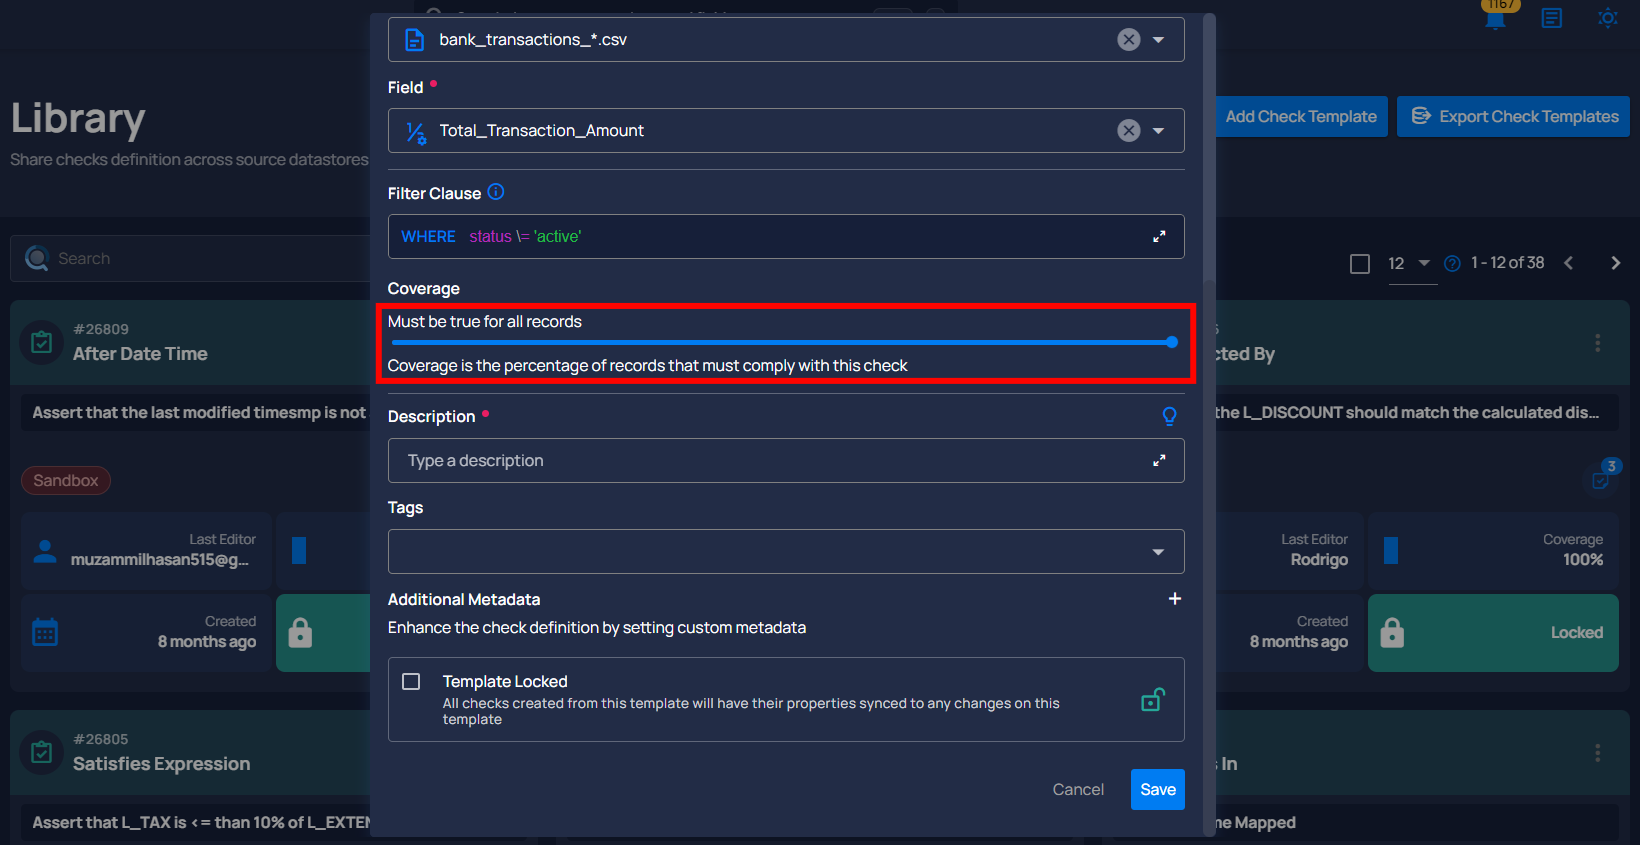 1167
Library
Share checks definition across source datastores
Add Check Template
Export Check Templates
Search
12
1 - 12 of 38
bank_transactions_*.csv
Field
Total_Transaction_Amount
Filter Clause
WHERE status \= 'active'
Coverage
Must be true for all records
Coverage is the percentage of records that must comply with this check
Description
Type a description
Tags
Additional Metadata
Enhance the check definition by setting custom metadata
Template Locked
All checks created from this template will have their properties synced to any changes on this
template
Cancel
Save
#26809
After Date Time
Assert that the last modified timesmp is not
Sandbox
Last Editor
muzammilhasan515@g...
Created
8 months ago
#26805
Satisfies Expression
Assert that L_TAX is <= than 10% of L_EXTEN
cted By
the L_DISCOUNT should match the calculated dis...
3
Last Editor
Rodrigo
Coverage
100%
Created
8 months ago
Locked
In
me Mapped